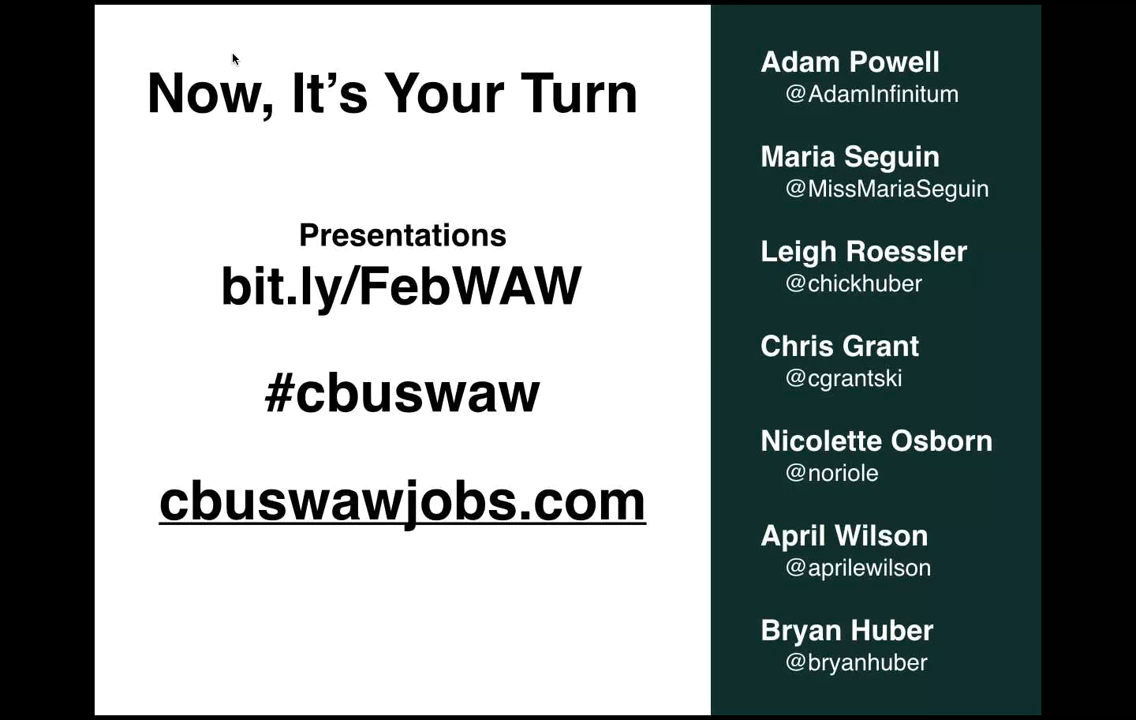 Now, It’s Your Turn
Presentations
bit.ly/FebWAW
#cbuswaw
cbuswawjobs.com
Adam Powell
@AdamInfinitum
Maria Seguin
@MissMariaSeguin
Leigh Roessler
@chickhuber
Chris Grant
@cgrantski
Nicolette Osborn
@noriole
April Wilson
@aprilewilson
Bryan Huber
@bryanhuber